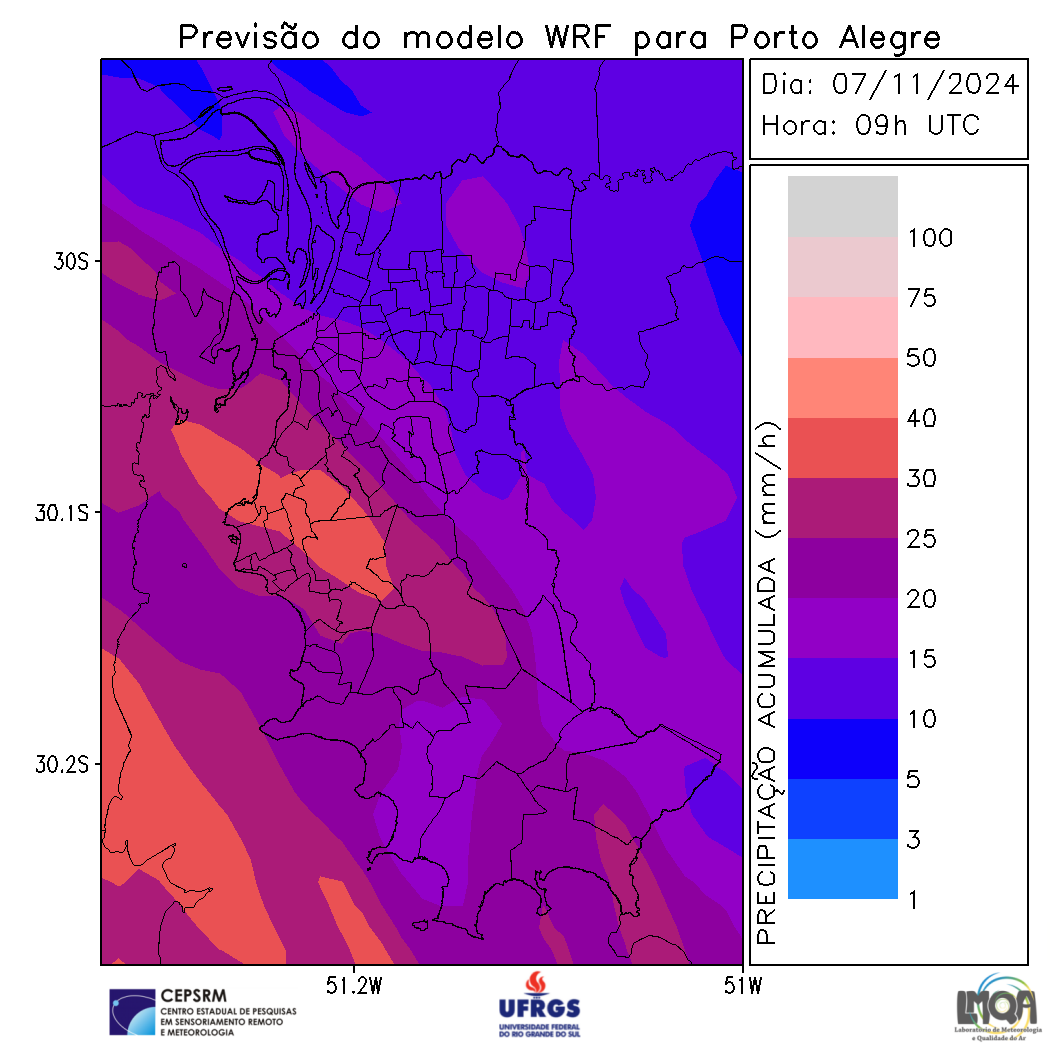 Previsão do modelo WRF para Porto Alegre
Dia: 07/11/2024
Hora: 09h UTC
30S
30.1S
30.2S
51.2W
51W
PRECIPITAÇÃO ACUMULADA (mm/h)
100
75
50
40
30
25
20
15
10
5
3
1
CEPSRM
CENTRO ESTADUAL DE PESQUISAS
EM SENSORIAMENTO REMOTO
E METEOROLOGIA
UFRGS
UNIVERSIDADE FEDERAL
DO RIO GRANDE DO SUL
LMQA
Laboratório de Meteorologia
e Qualidade do Ar